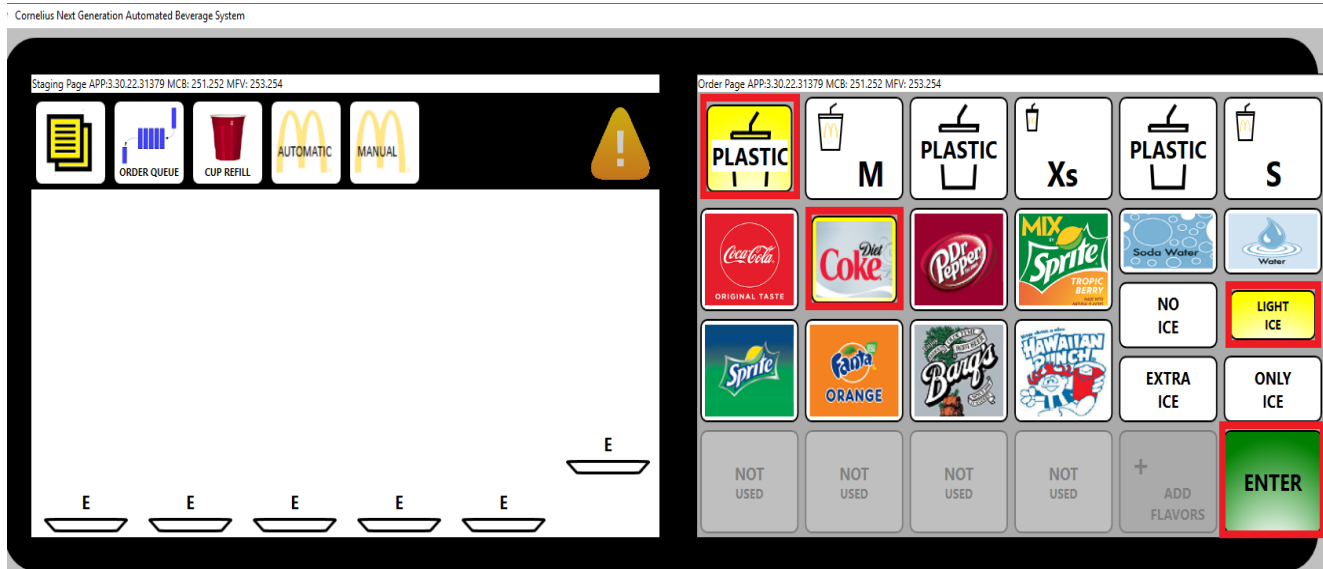 Cornelius Next Generation Automated Beverage System
Staging Page APP:3.30.22.31379 MCB: 251.252 MFV: 253.254
ORDER QUEUE
CUP REFILL
AUTOMATIC
MANUAL
!
E
E
E
E
E
E
Order Page APP:3.30.22.31379 MCB: 251.252 MFV: 253.254
PLASTIC
M
PLASTIC
Xs
PLASTIC
S
Coca-Cola
ORIGINAL TASTE
Diet
Coke
Dr
Pepper
MIX
BY
Sprite
TROPIC
BERRY
Soda Water
Water
NO
ICE
LIGHT
ICE
Sprite
Fanta
ORANGE
Barq's
HAWAIIAN
PUNCH
EXTRA
ICE
ONLY
ICE
NOT
USED
NOT
USED
NOT
USED
NOT
USED
+
ADD
FLAVORS
ENTER